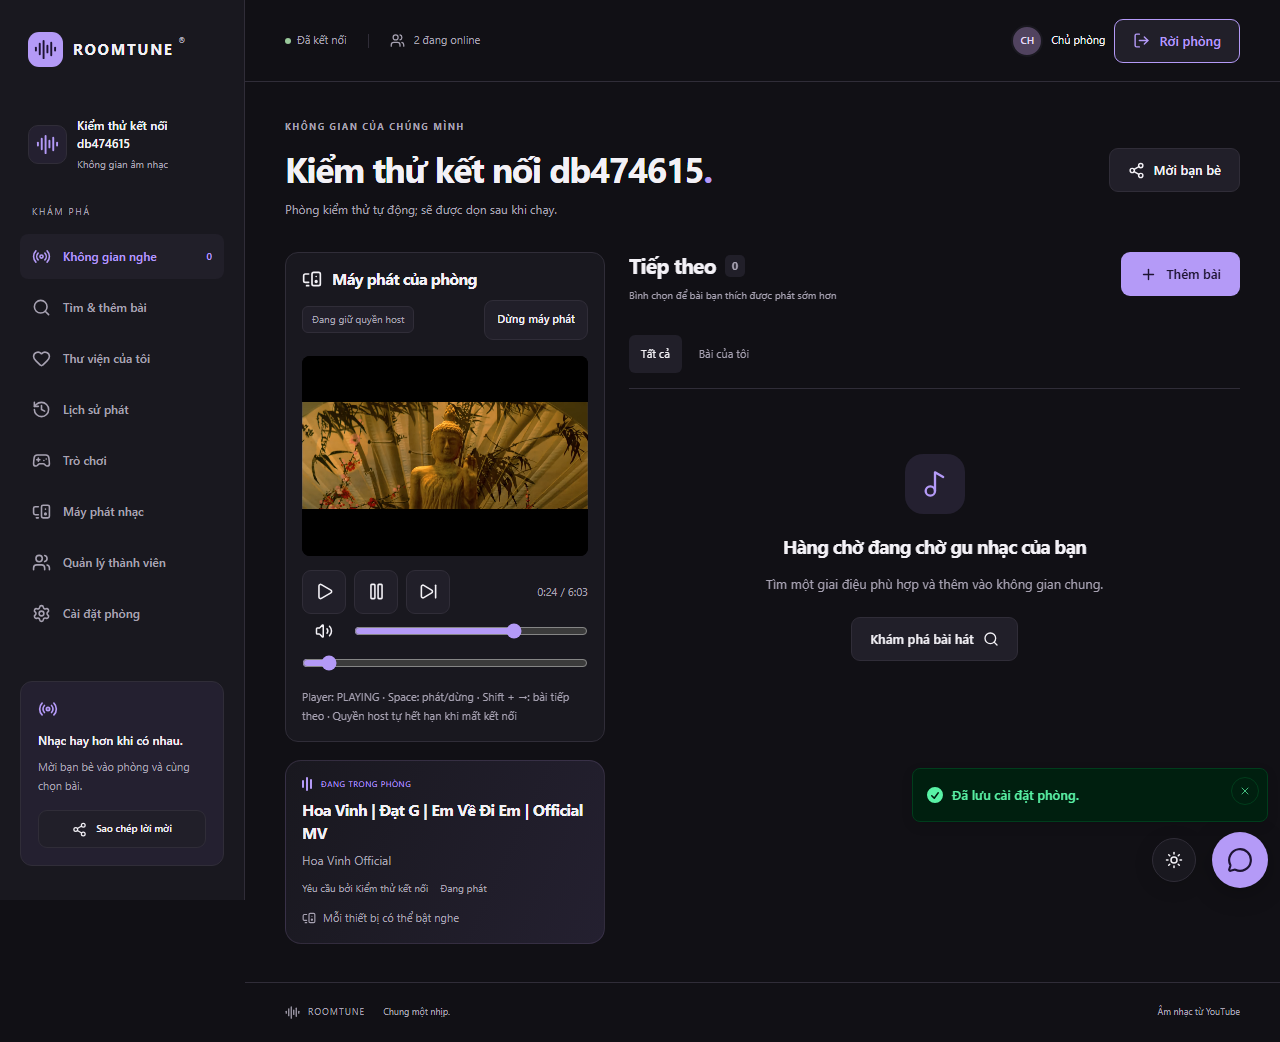 ROOMTUNE ®
Kiểm thử kết nối
db474615
Không gian âm nhạc
KHÁM PHÁ
Không gian nghe 0
Tìm & thêm bài
Thư viện của tôi
Lịch sử phát
Trò chơi
Máy phát nhạc
Quản lý thành viên
Cài đặt phòng
Nhạc hay hơn khi có nhau.
Mời bạn bè vào phòng và cùng
chọn bài.
Sao chép lời mời
Đã kết nối
2 đang online
CH Chủ phòng
Rời phòng
KHÔNG GIAN CỦA CHÚNG MÌNH
Kiểm thử kết nối db474615.
Phòng kiểm thử tự động; sẽ được dọn sau khi chạy.
Mời bạn bè
Máy phát của phòng
Đang giữ quyền host
Dừng máy phát
0:24 / 6:03
Player: PLAYING · Space: phát/dừng · Shift + →: bài tiếp
theo · Quyền host tự hết hạn khi mất kết nối
ĐANG TRONG PHÒNG
Hoa Vinh | Đạt G | Em Về Đi Em | Official
MV
Hoa Vinh Official
Yêu cầu bởi Kiểm thử kết nối Đang phát
Mỗi thiết bị có thể bật nghe
Tiếp theo 0
Bình chọn để bài bạn thích được phát sớm hơn
Thêm bài
Tất cả
Bài của tôi
Hàng chờ đang chờ gu nhạc của bạn
Tìm một giai điệu phù hợp và thêm vào không gian chung.
Khám phá bài hát
Đã lưu cài đặt phòng.
ROOMTUNE Chung một nhịp.
Âm nhạc từ YouTube